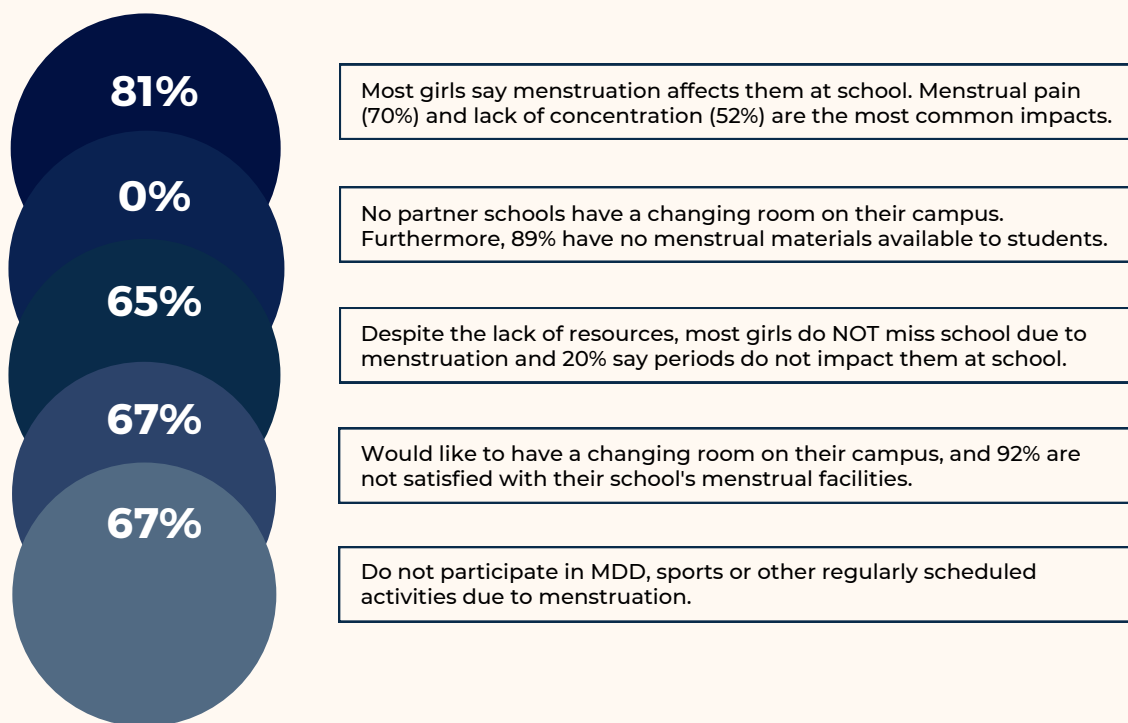 81%
Most girls say menstruation affects them at school. Menstrual pain
(70%) and lack of concentration (52%) are the most common impacts.
0%
No partner schools have a changing room on their campus.
Furthermore, 89% have no menstrual materials available to students.
65%
Despite the lack of resources, most girls do NOT miss school due to
menstruation and 20% say periods do not impact them at school.
67%
Would like to have a changing room on their campus, and 92% are
not satisfied with their school's menstrual facilities.
67%
Do not participate in MDD, sports or other regularly scheduled
activities due to menstruation.